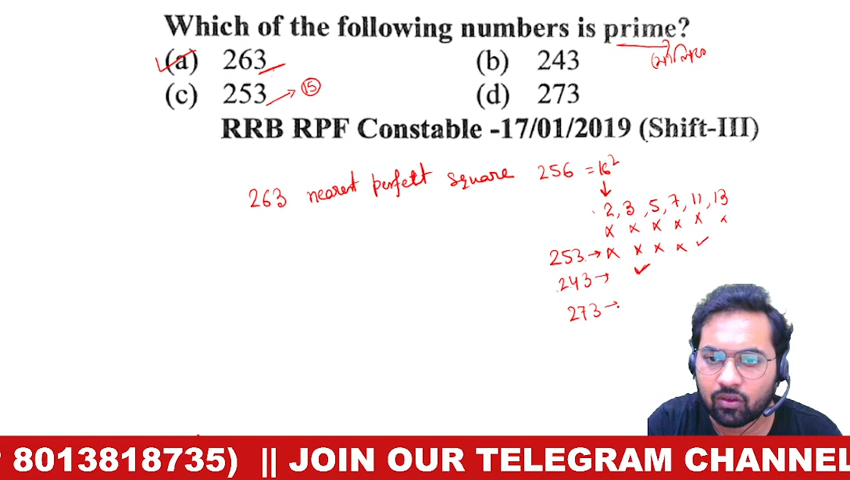 Which of the following numbers is prime?
(a) 263 (b) 243
মৌলিক
(c) 253 → 15 (d) 273
RRB RPF Constable -17/01/2019 (Shift-III)
263 nearest perfett square 256 = 16²
2, 3, 5, 7, 11, 13
x x x x x x
253 → x x x x ✓
243 → ✓
273 →
8013818735) || JOIN OUR TELEGRAM CHANNEL